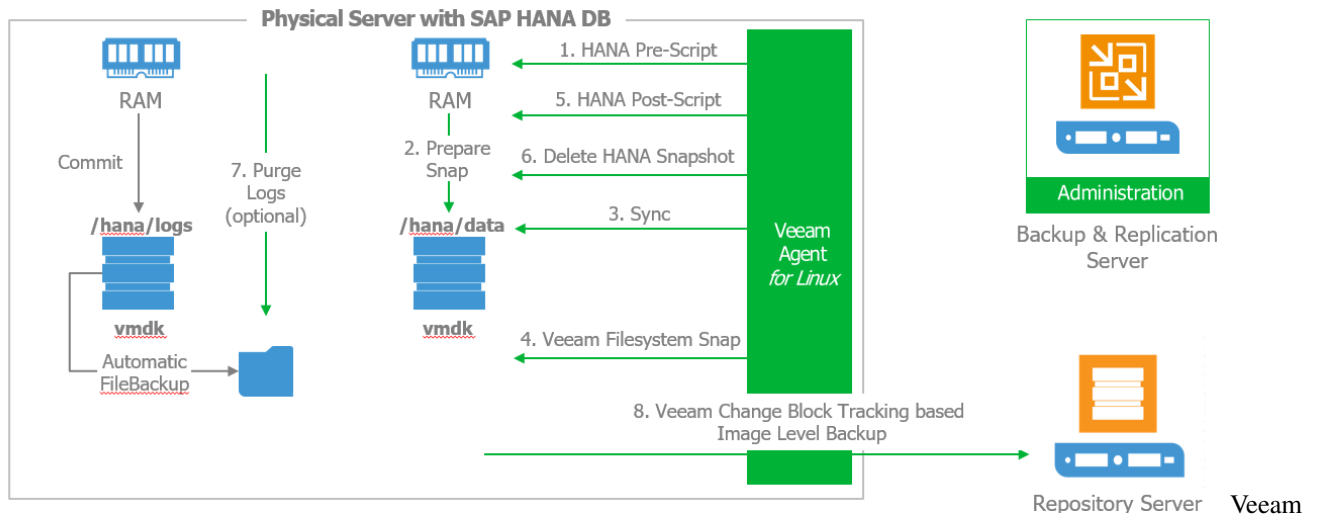 Physical Server with SAP HANA DB
RAM
RAM
1. HANA Pre-Script
5. HANA Post-Script
2. Prepare
Snap
6. Delete HANA Snapshot
Commit
7. Purge
Logs
(optional)
/hana/logs
/hana/data
3. Sync
Veeam
Agent
for Linux
vmdk
vmdk
4. Veeam Filesystem Snap
Automatic
FileBackup
8. Veeam Change Block Tracking based
Image Level Backup
Administration
Backup & Replication
Server
Repository Server
Veeam